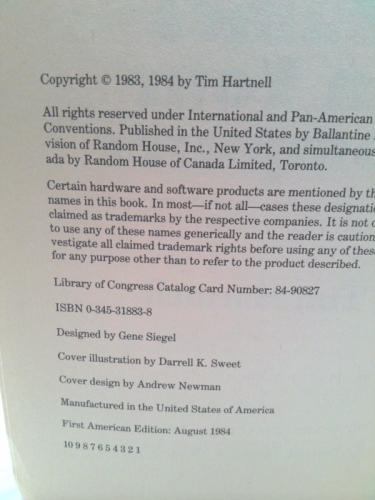 Copyright © 1983, 1984 by Tim Hartnell
All rights reserved under International and Pan-American
Conventions. Published in the United States by Ballantine
vision of Random House, Inc., New York, and simultaneous
ada by Random House of Canada Limited, Toronto.
Certain hardware and software products are mentioned by th
names in this book. In most—if not all—cases these designatio
claimed as trademarks by the respective companies. It is not
to use any of these names generically and the reader is caution
vestigate all claimed trademark rights before using any of these
for any purpose other than to refer to the product described.
Library of Congress Catalog Card Number: 84-90827
ISBN 0-345-31883-8
Designed by Gene Siegel
Cover illustration by Darrell K. Sweet
Cover design by Andrew Newman
Manufactured in the United States of America
First American Edition: August 1984
10 9 8 7 6 5 4 3 2 1